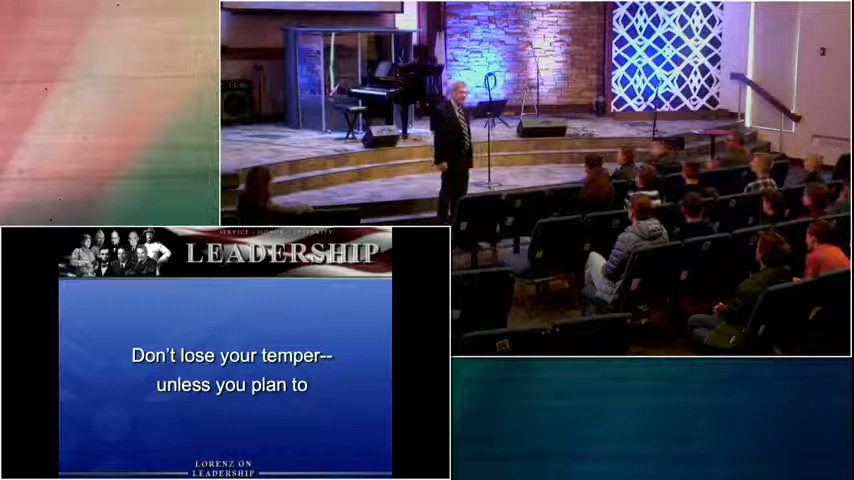 SERVICE - HONOR - INTEGRITY
LEADERSHIP
Don't lose your temper--
unless you plan to
LORENZ ON
LEADERSHIP